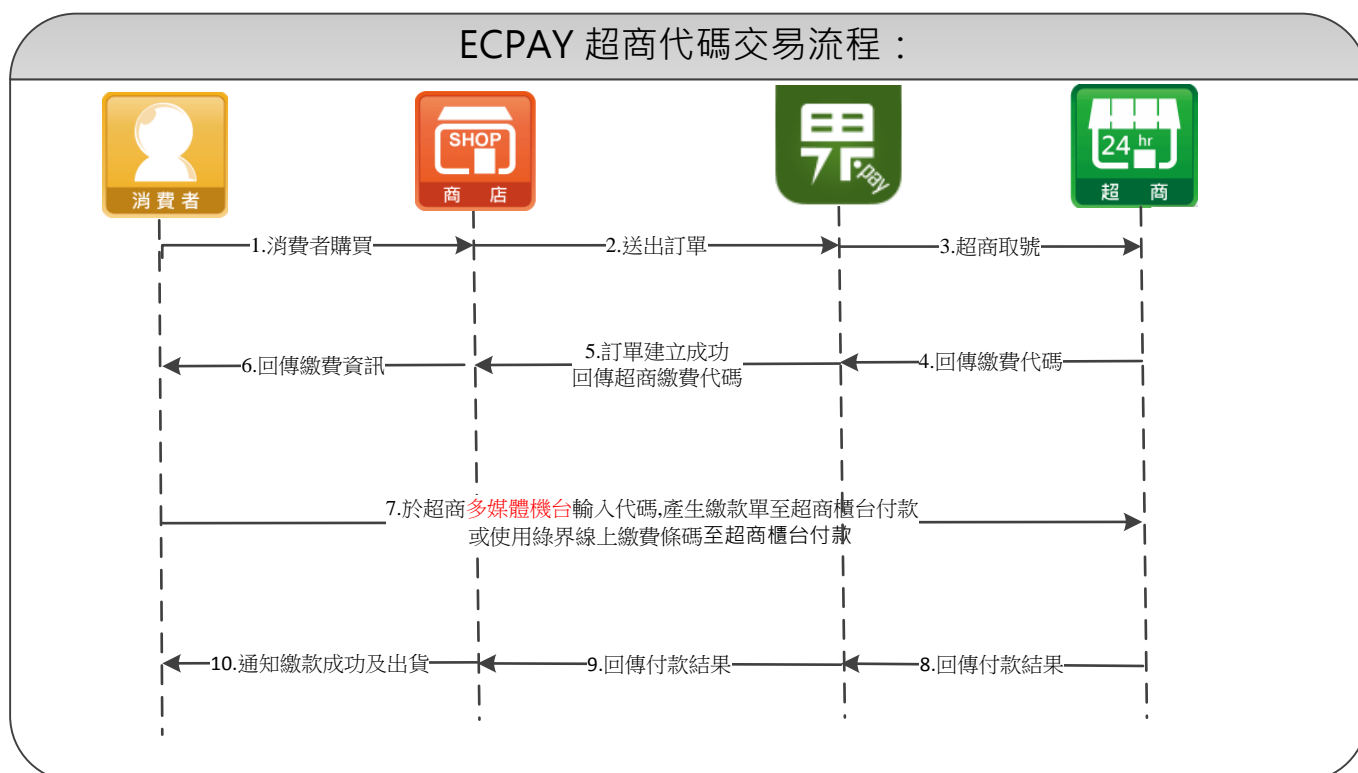 ECPAY 超商代碼交易流程：
消費者
SHOP
商 店
界
.pay
24 hr
超 商
1.消費者購買
2.送出訂單
3.超商取號
6.回傳繳費資訊
5.訂單建立成功
回傳超商繳費代碼
4.回傳繳費代碼
7.於超商多媒體機台輸入代碼,產生繳款單至超商櫃台付款
或使用綠界線上繳費條碼至超商櫃台付款
10.通知繳款成功及出貨
9.回傳付款結果
8.回傳付款結果